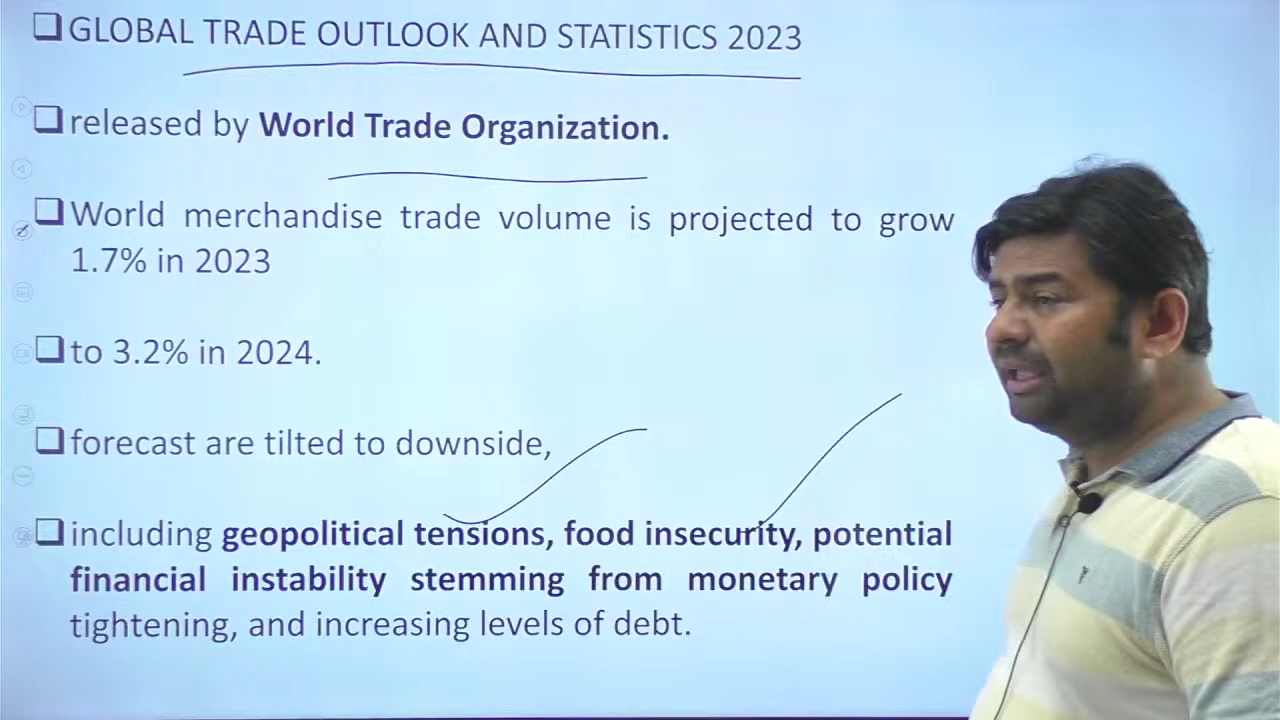 GLOBAL TRADE OUTLOOK AND STATISTICS 2023
released by World Trade Organization.
World merchandise trade volume is projected to grow
1.7% in 2023
to 3.2% in 2024.
forecast are tilted to downside,
including geopolitical tensions, food insecurity, potential
financial instability stemming from monetary policy
tightening, and increasing levels of debt.